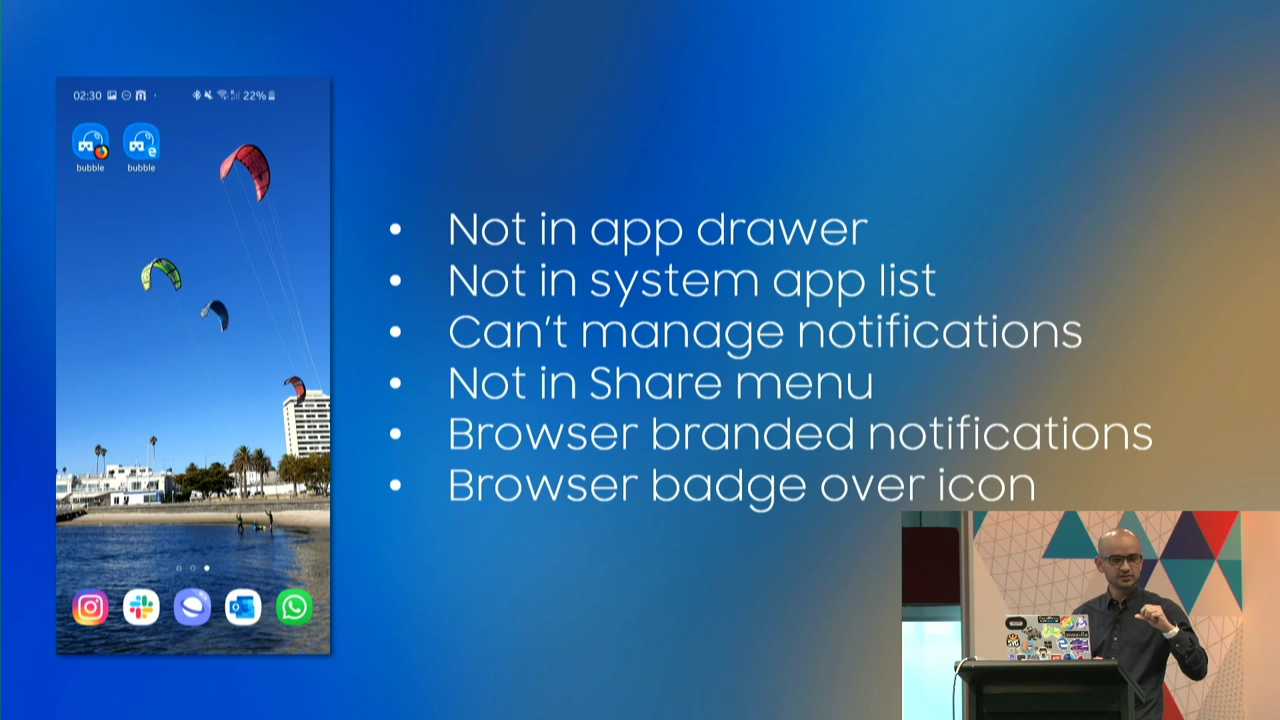 02:30
22%
bubble
bubble
• Not in app drawer
• Not in system app list
• Can't manage notifications
• Not in Share menu
• Browser branded notifications
• Browser badge over icon